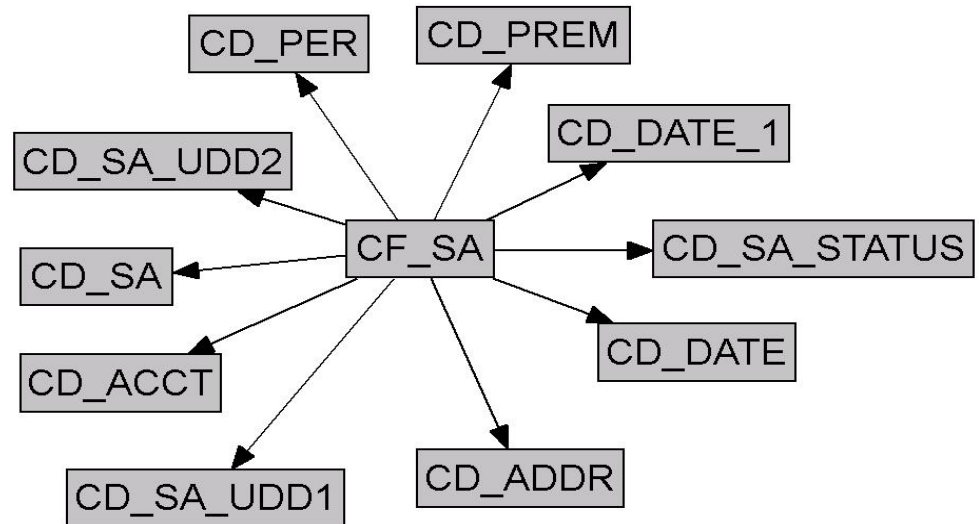 CD_PER
CD_PREM
CD_DATE_1
CD_SA_UDD2
CF_SA
CD_SA_STATUS
CD_SA
CD_DATE
CD_ACCT
CD_ADDR
CD_SA_UDD1